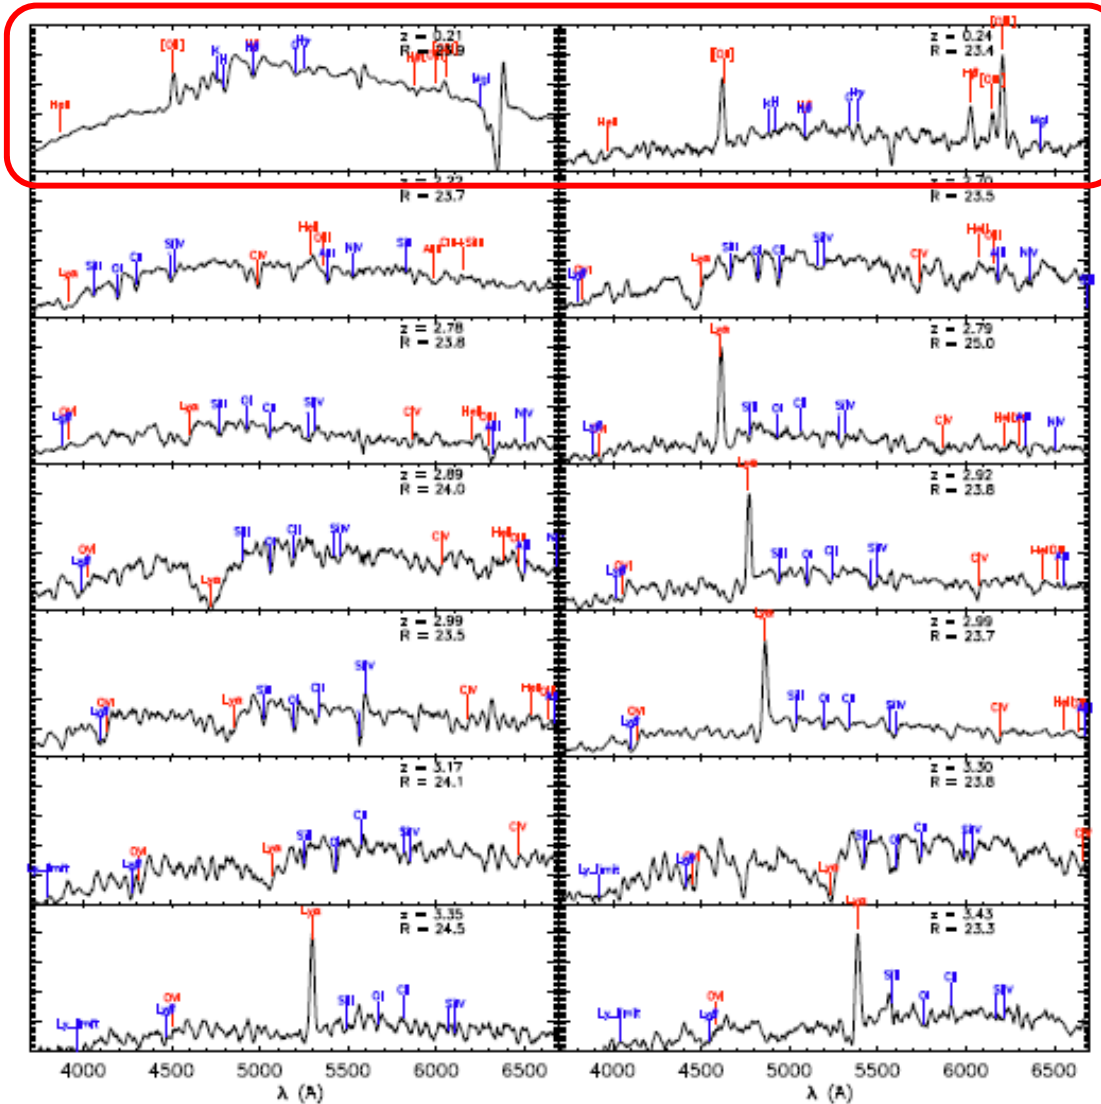 [OII]
K
H
Hβ
G
Hγ
z = 0.21
HeII
MgI
[OIII]
[OII]
z = 0.24
R = 23.4
HeII
K
H
Hγ
Hβ
[OIII]
MgI
R = 23.7
Lyα
SiII
OI
CII
SiIV
CIV
HeII
OIII
AlII
NIV
SiII
AlIII
z = 2.70
R = 23.5
Lyα
SiII
OI
CII
SiIV
CIV
HeII
OIII
AlII
NIV
z = 2.78
R = 23.8
Lyβ
OVI
Lyα
SiII
OI
CII
SiIV
CIV
HeII
OIII
AlII
NIV
z = 2.79
R = 25.0
Lyα
SiII
OI
CII
SiIV
CIV
HeII
NIV
z = 2.89
R = 24.0
Lyβ
OVI
Lyα
SiII
OI
CII
SiIV
CIV
HeII
z = 2.92
R = 23.8
Lyβ
OVI
Lyα
SiII
OI
CII
SiIV
CIV
z = 2.99
R = 23.5
Lyβ
OVI
Lyα
SiII
OI
CII
SiIV
CIV
HeII
z = 2.99
R = 23.7
Lyβ
OVI
Lyα
SiII
OI
CII
SiIV
CIV
HeII
z = 3.17
R = 24.1
Ly_limit
Lyβ
OVI
Lyα
SiII
OI
CII
SiIV
CIV
z = 3.30
R = 23.8
Ly_limit
Lyβ
Lyα
SiII
OI
CII
SiIV
z = 3.35
R = 24.5
Ly_limit
Lyβ
OVI
Lyα
SiII
OI
CII
SiIV
z = 3.43
R = 23.3
Ly_limit
Lyβ
OVI
Lyα
SiII
OI
CII
SiIV
4000 4500 5000 5500 6000 6500
λ (Å)
4000 4500 5000 5500 6000 6500
λ (Å)